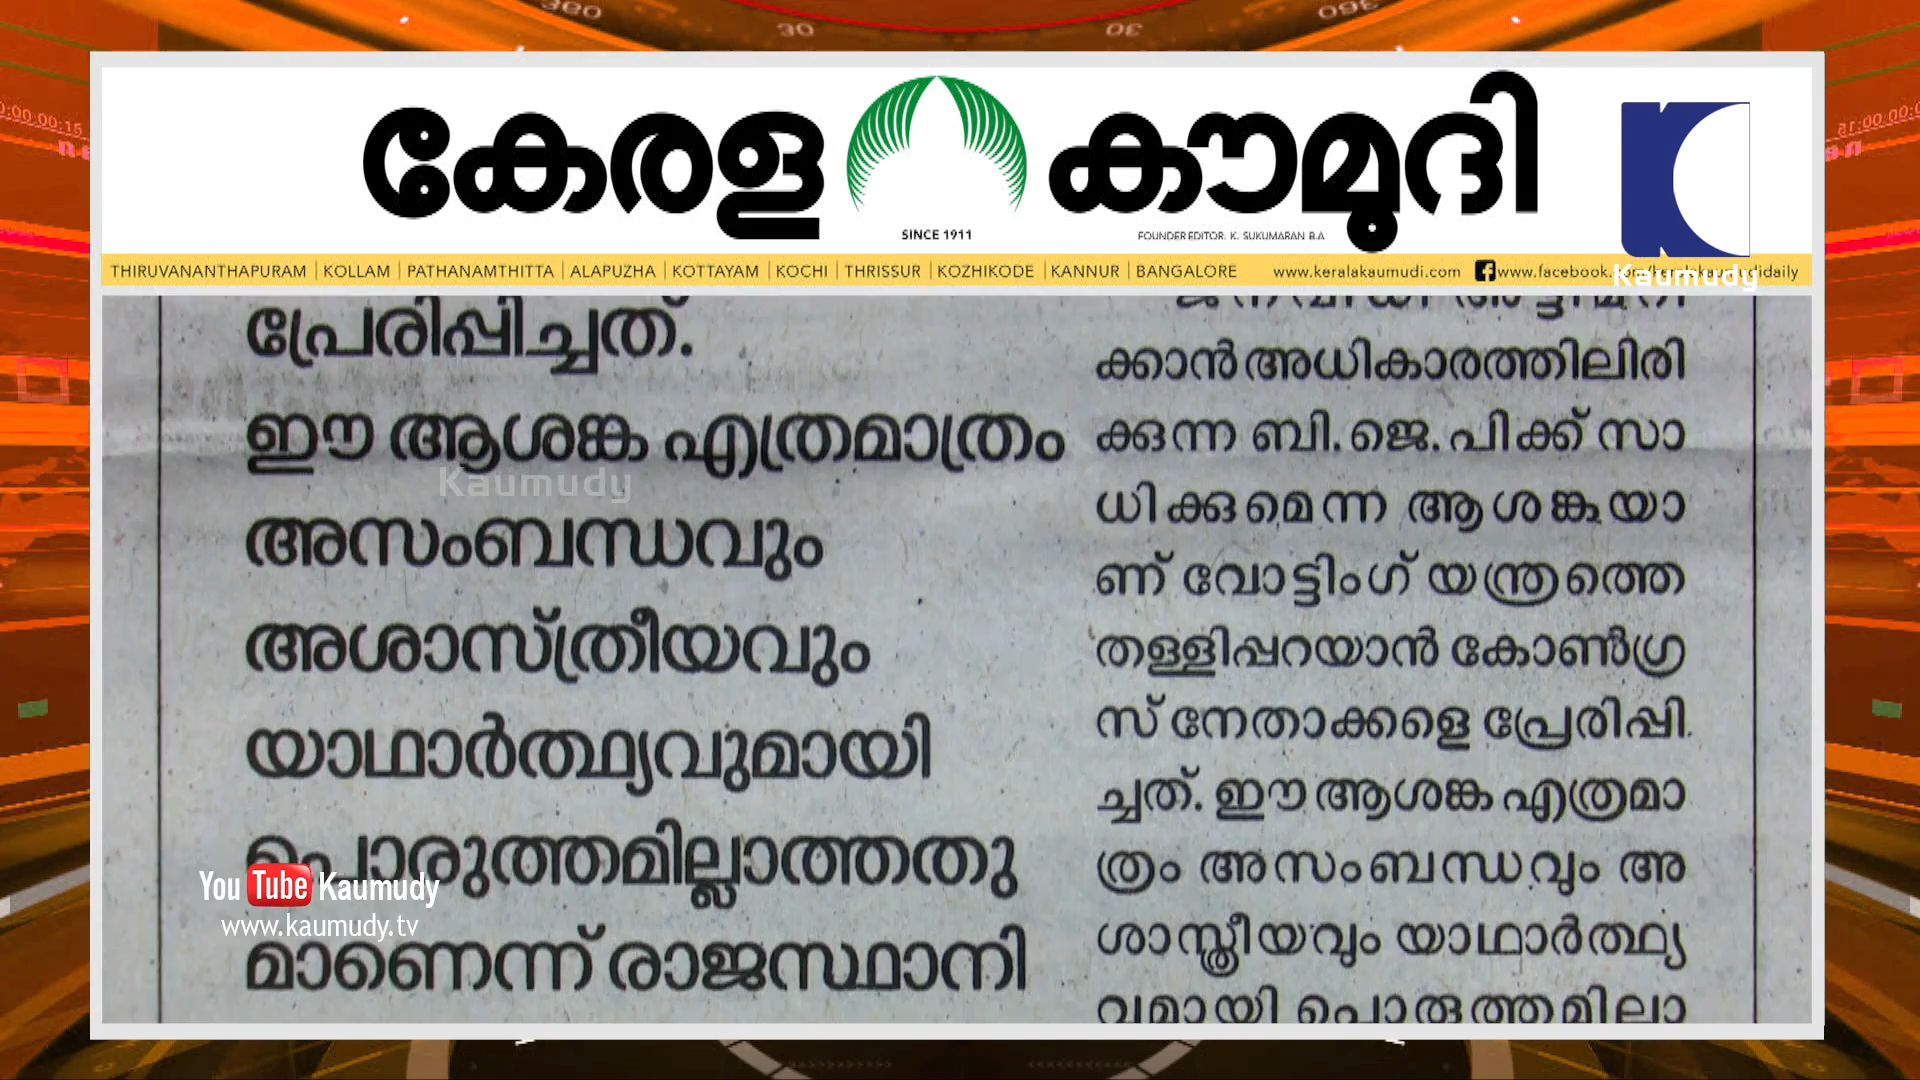 കേരള കൗമുദി
SINCE 1911
FOUNDER EDITOR: K. SUKUMARAN B.A
THIRUVANANTHAPURAM | KOLLAM | PATHANAMTHITTA | ALAPUZHA | KOTTAYAM | KOCHI | THRISSUR | KOZHIKODE | KANNUR | BANGALORE www.keralakaumudi.com
Kaumudy
പ്രേരിപ്പിച്ചത്.
ഈ ആശങ്ക എത്രമാത്രം
Kaumudy
അസംബന്ധവും
അശാസ്ത്രീയവും
യാഥാർത്ഥ്യവുമായി
പൊരുത്തമില്ലാത്തതു
മാണെന്ന് രാജസ്ഥാനി
ക്കാൻ അധികാരത്തിലിരി
ക്കുന്ന ബി.ജെ.പിക്ക് സാ
ധിക്കുമെന്ന ആശങ്കയാ
ണ് വോട്ടിംഗ് യന്ത്രത്തെ
തള്ളിപ്പറയാൻ കോൺഗ്ര
സ് നേതാക്കളെ പ്രേരിപ്പി
ച്ചത്. ഈ ആശങ്ക എത്രമാ
ത്രം അസംബന്ധവും അ
ശാസ്ത്രീയവും യാഥാർത്ഥ്യ
വുമായി പൊരുത്തമില്ലാ
You Tube Kaumudy
www.kaumudy.tv